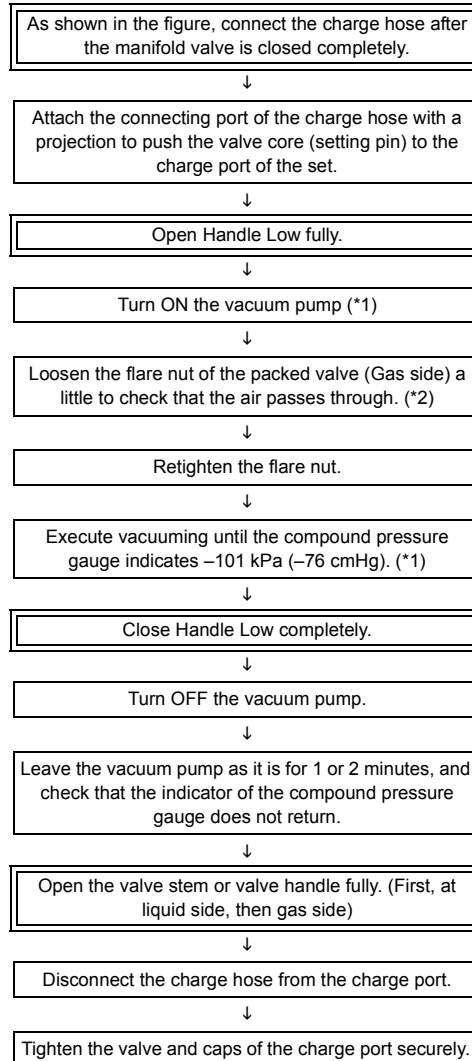 As shown in the figure, connect the charge hose after
the manifold valve is closed completely.
↓
Attach the connecting port of the charge hose with a
projection to push the valve core (setting pin) to the
charge port of the set.
↓
Open Handle Low fully.
↓
Turn ON the vacuum pump (*1)
↓
Loosen the flare nut of the packed valve (Gas side) a
little to check that the air passes through. (*2)
↓
Retighten the flare nut.
↓
Execute vacuuming until the compound pressure
gauge indicates –101 kPa (–76 cmHg). (*1)
↓
Close Handle Low completely.
↓
Turn OFF the vacuum pump.
↓
Leave the vacuum pump as it is for 1 or 2 minutes, and
check that the indicator of the compound pressure
gauge does not return.
↓
Open the valve stem or valve handle fully. (First, at
liquid side, then gas side)
↓
Disconnect the charge hose from the charge port.
↓
Tighten the valve and caps of the charge port securely.